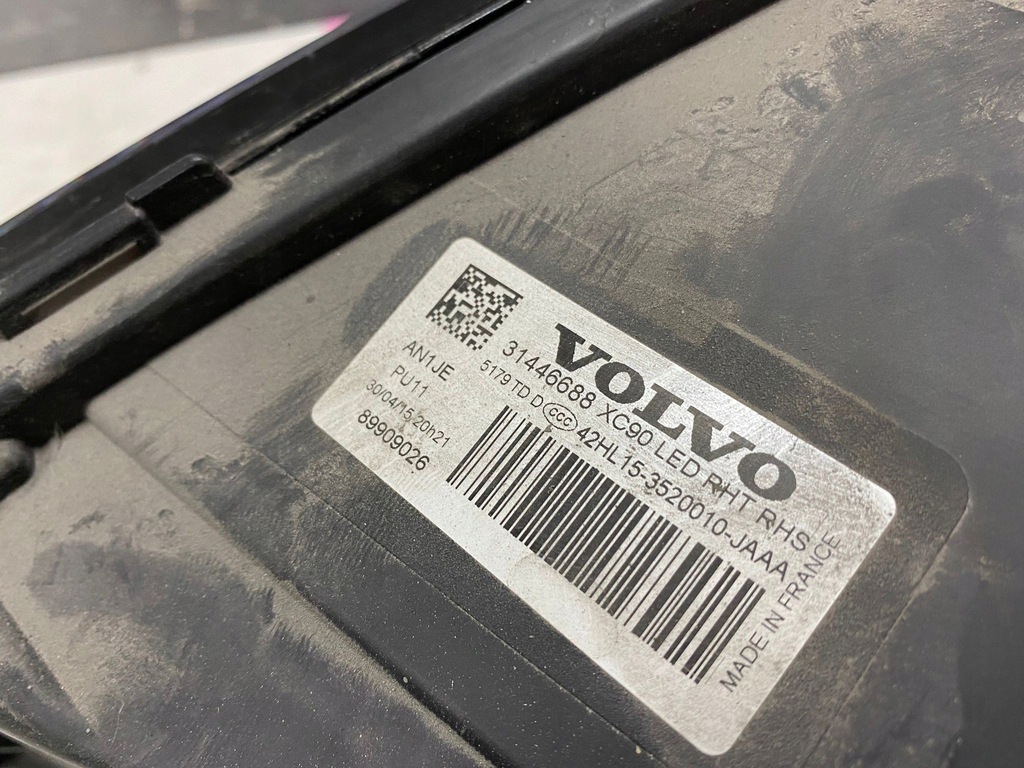 VOLVO
31446688 XC90 LED RHT RHS
5179 TD D CCC 42HL15-3520010-JAAA
AN1JE
PU11
30/04/15 20h21
89909026
MADE IN FRANCE